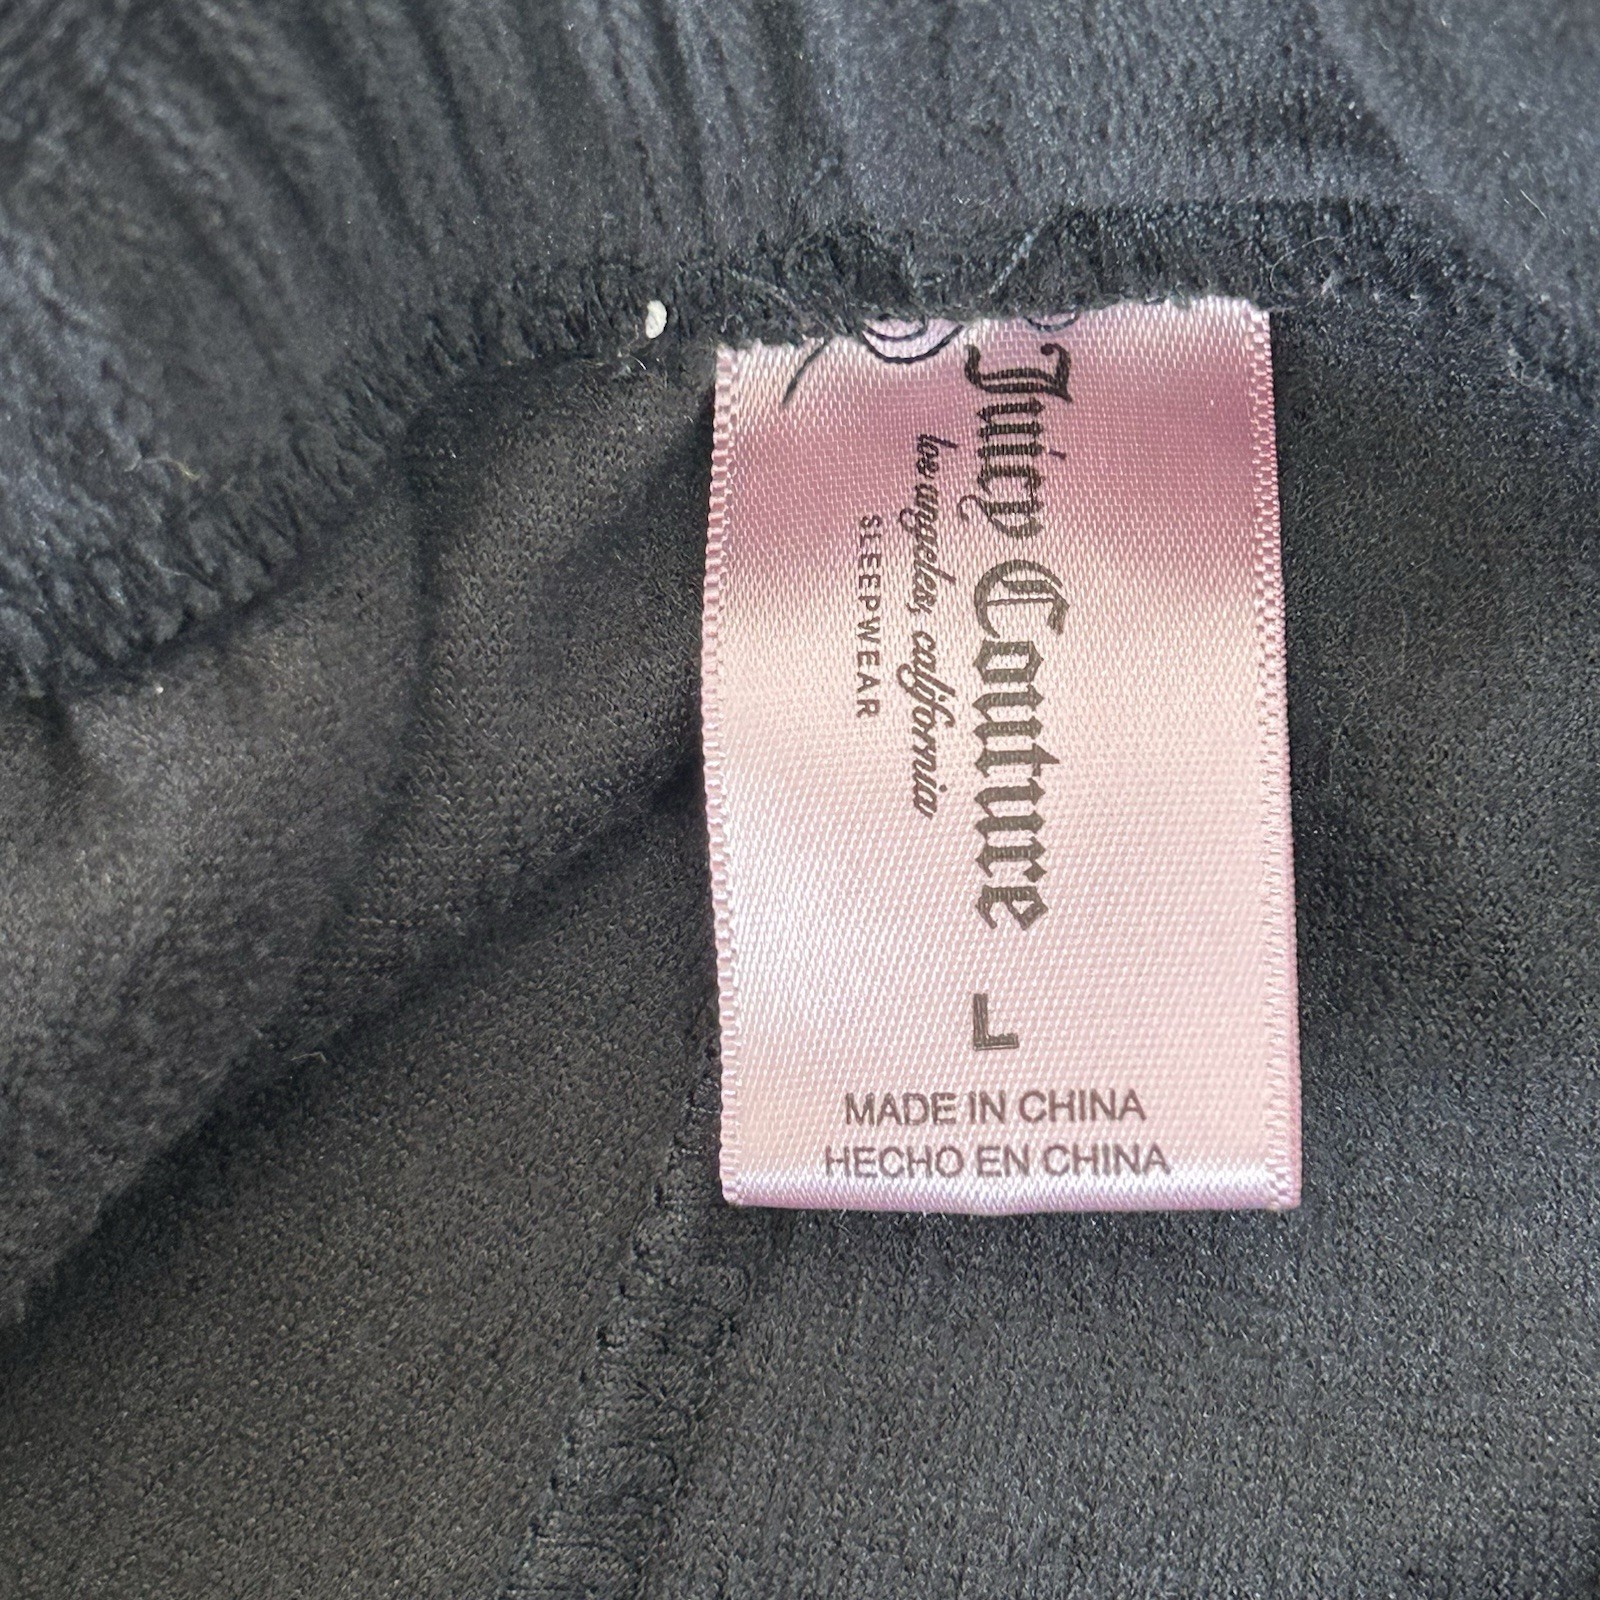 Juicy Couture
los angeles, california
SLEEPWEAR
L
MADE IN CHINA
HECHO EN CHINA